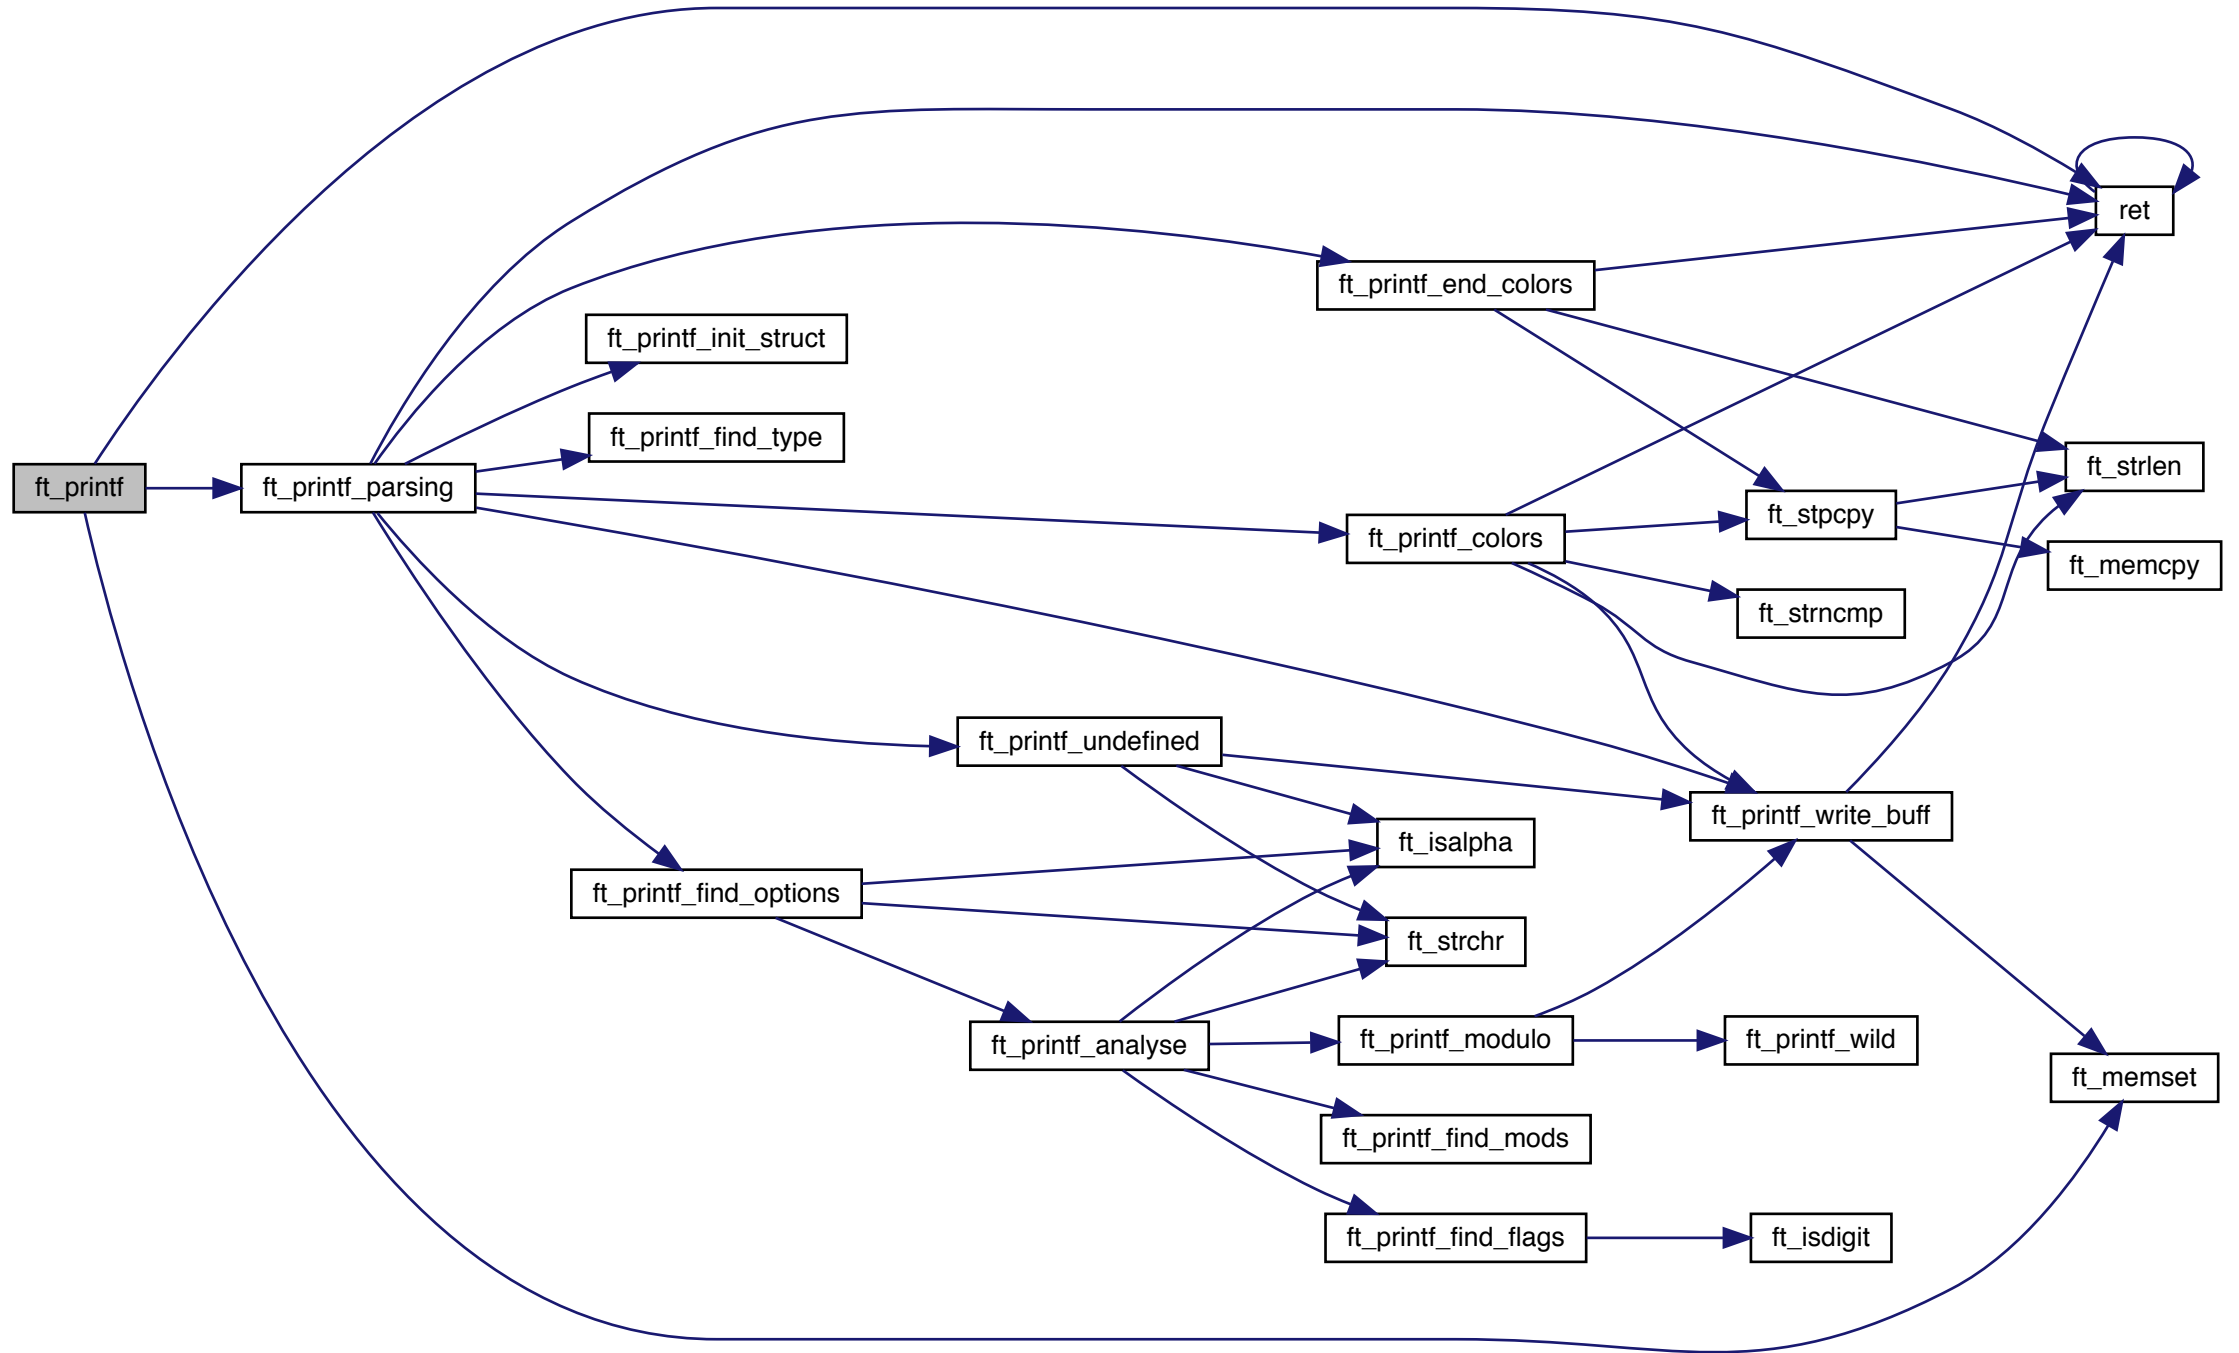 ft_printf
ft_printf_parsing
ft_printf_init_struct
ft_printf_find_type
ft_printf_find_options
ft_printf_undefined
ft_printf_analyse
ft_printf_end_colors
ft_printf_colors
ft_isalpha
ft_strchr
ft_printf_modulo
ft_printf_find_mods
ft_printf_find_flags
ft_stpcpy
ft_strncmp
ft_printf_write_buff
ft_printf_wild
ft_isdigit
ret
ft_strlen
ft_memcpy
ft_memset